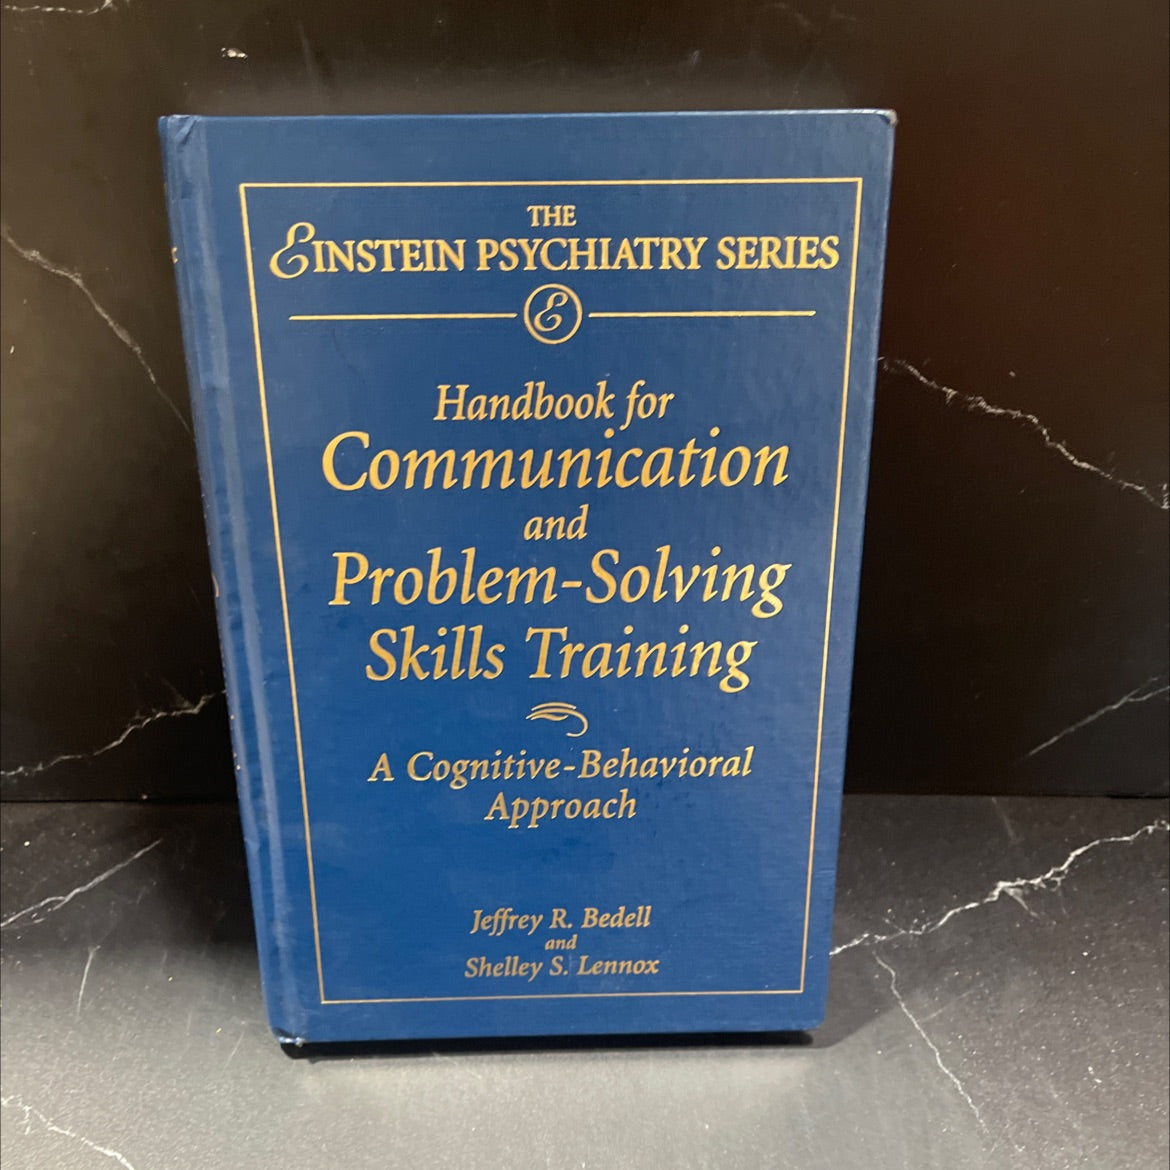 THE
EINSTEIN PSYCHIATRY SERIES
E
Handbook for
Communication
and
Problem-Solving
Skills Training
A Cognitive-Behavioral
Approach
Jeffrey R. Bedell
and
Shelley S. Lennox